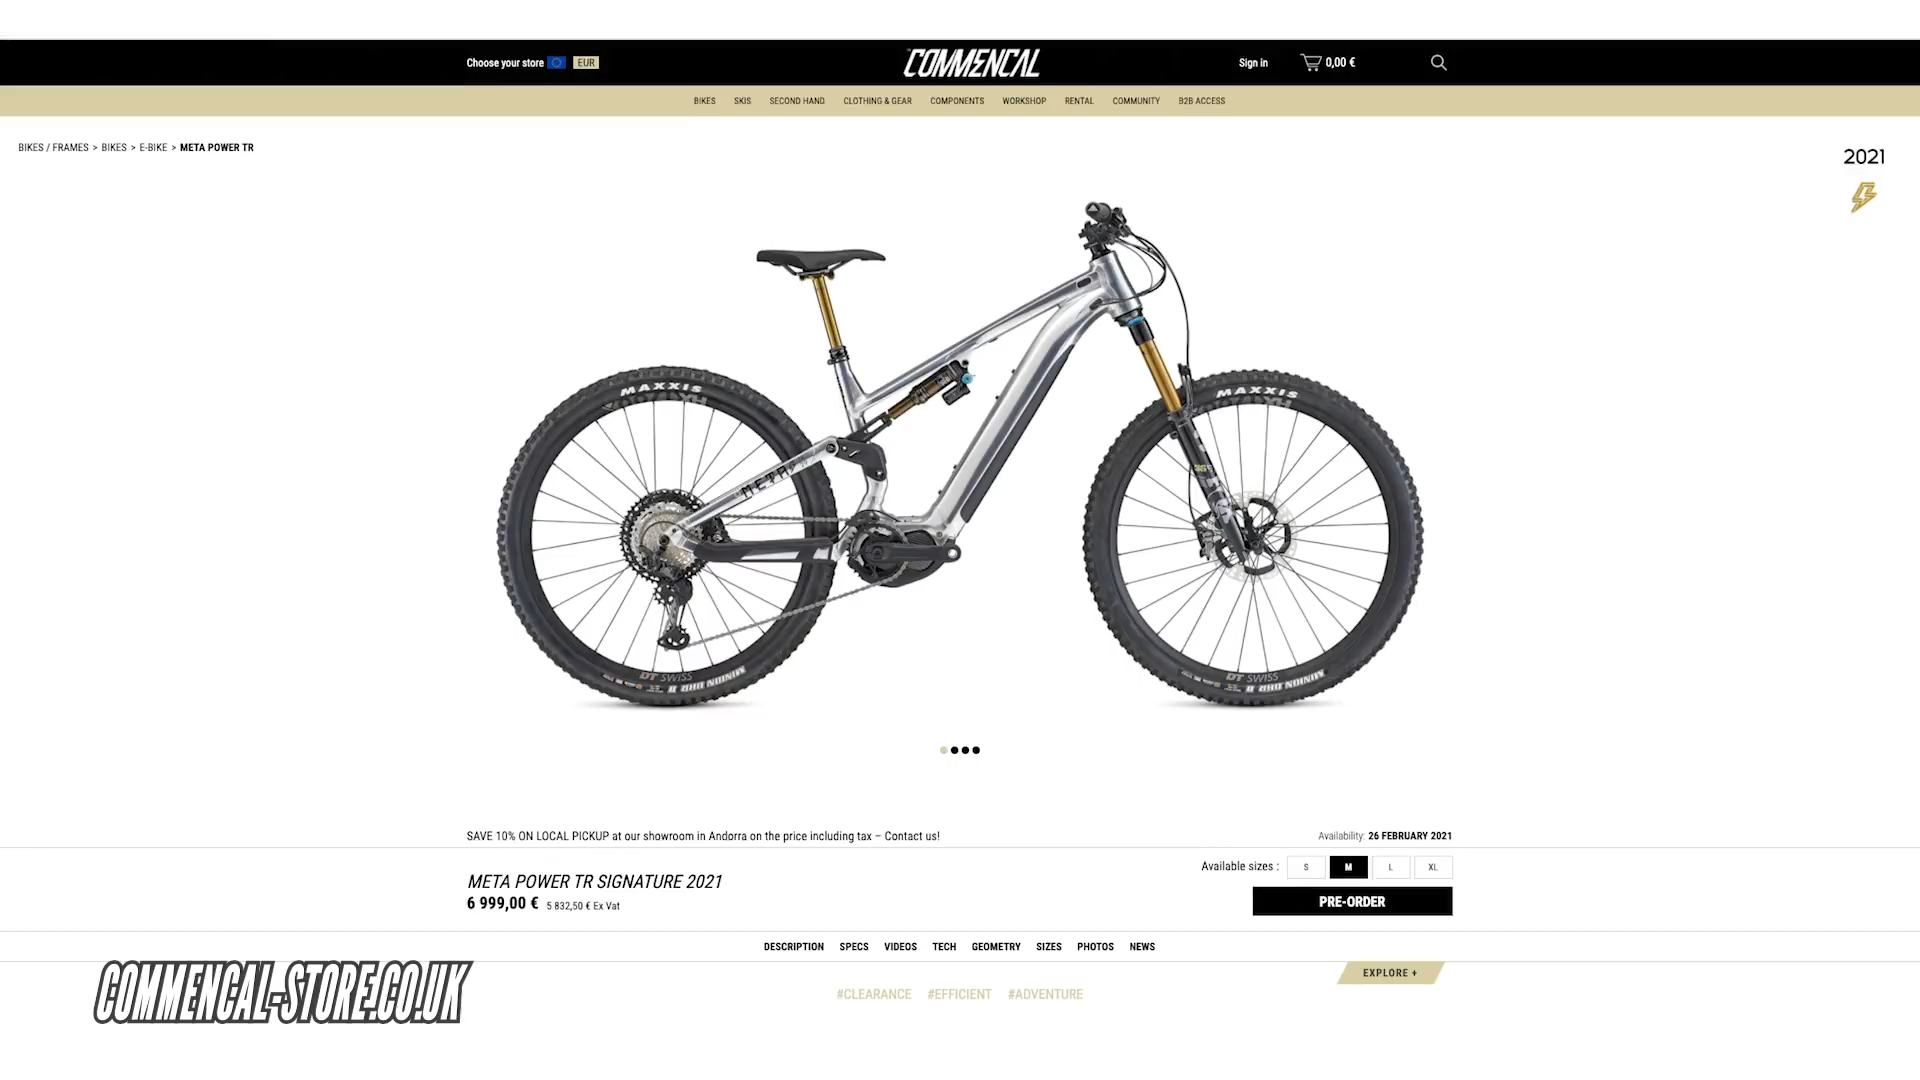 Choose your store EUR
COMMENCAL
Sign in 0,00 €
BIKES SKIS SECOND HAND CLOTHING & GEAR COMPONENTS WORKSHOP RENTAL COMMUNITY B2B ACCESS
BIKES / FRAMES > BIKES > E-BIKE > META POWER TR
2021
MAXXIS
MAXXIS
META
36
DT SWISS
DT SWISS
SAVE 10% ON LOCAL PICKUP at our showroom in Andorra on the price including tax – Contact us!
Availability: 26 FEBRUARY 2021
Available sizes : S M L XL
META POWER TR SIGNATURE 2021
6 999,00 € 5 832,50 € Ex Vat
PRE-ORDER
DESCRIPTION SPECS VIDEOS TECH GEOMETRY SIZES PHOTOS NEWS
EXPLORE +
#CLEARANCE #EFFICIENT #ADVENTURE
COMMENCAL-STORE.CO.UK